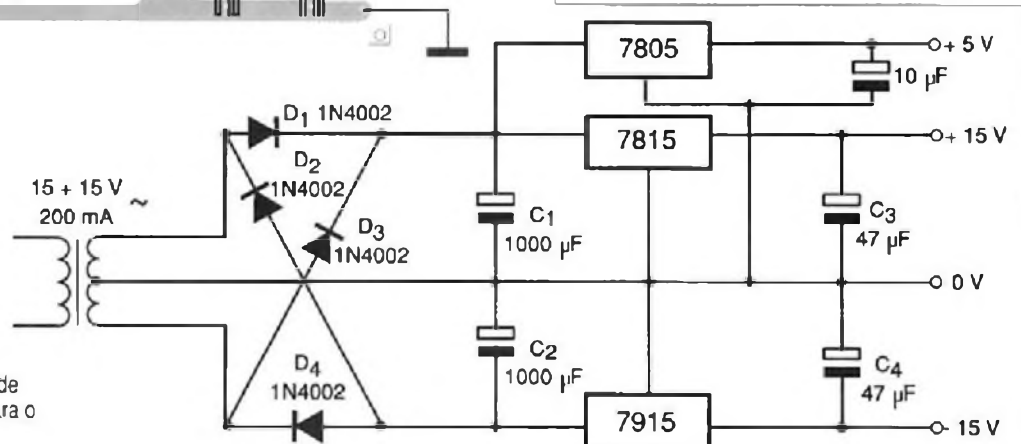 7805
+ 5 V
10 µF
D1 1N4002
7815
+ 15 V
D2
1N4002
15 + 15 V
200 mA ~
D3
1N4002
C1
1000 µF
C3
47 µF
0 V
C2
1000 µF
D4
1N4002
C4
47 µF
de
ara o
7915
- 15 V